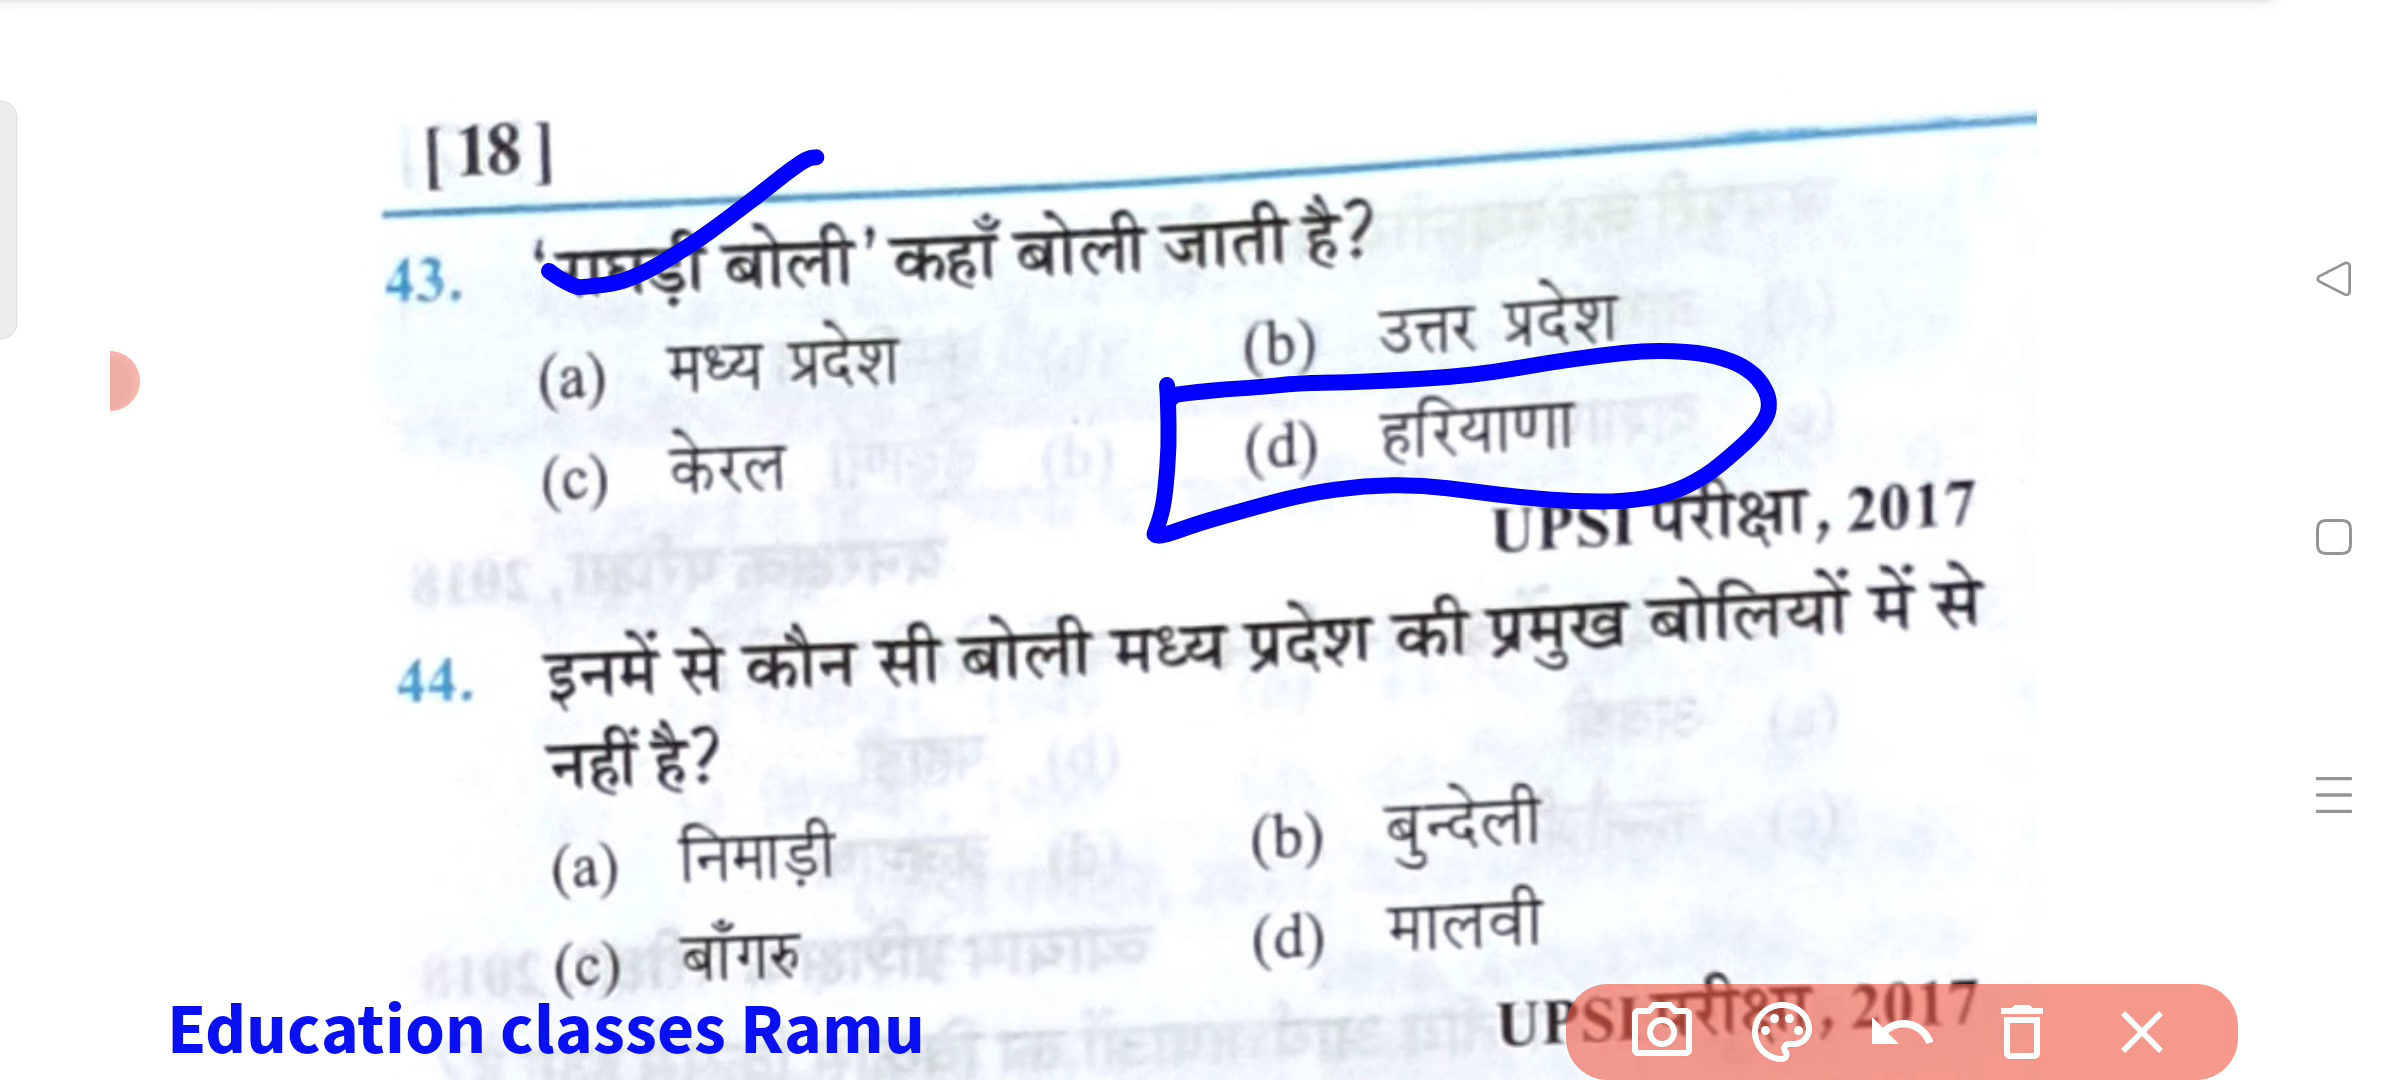 [ 18 ]
43. ' बोली' कहाँ बोली जाती है?
(a) मध्य प्रदेश (b) उत्तर प्रदेश
(c) केरल (d) हरियाणा
UPSI परीक्षा, 2017
44. इनमें से कौन सी बोली मध्य प्रदेश की प्रमुख बोलियों में से
नहीं है?
(a) निमाड़ी (b) बुन्देली
(c) बाँगरु (d) मालवी
UPSI परीक्षा, 2017
Education classes Ramu